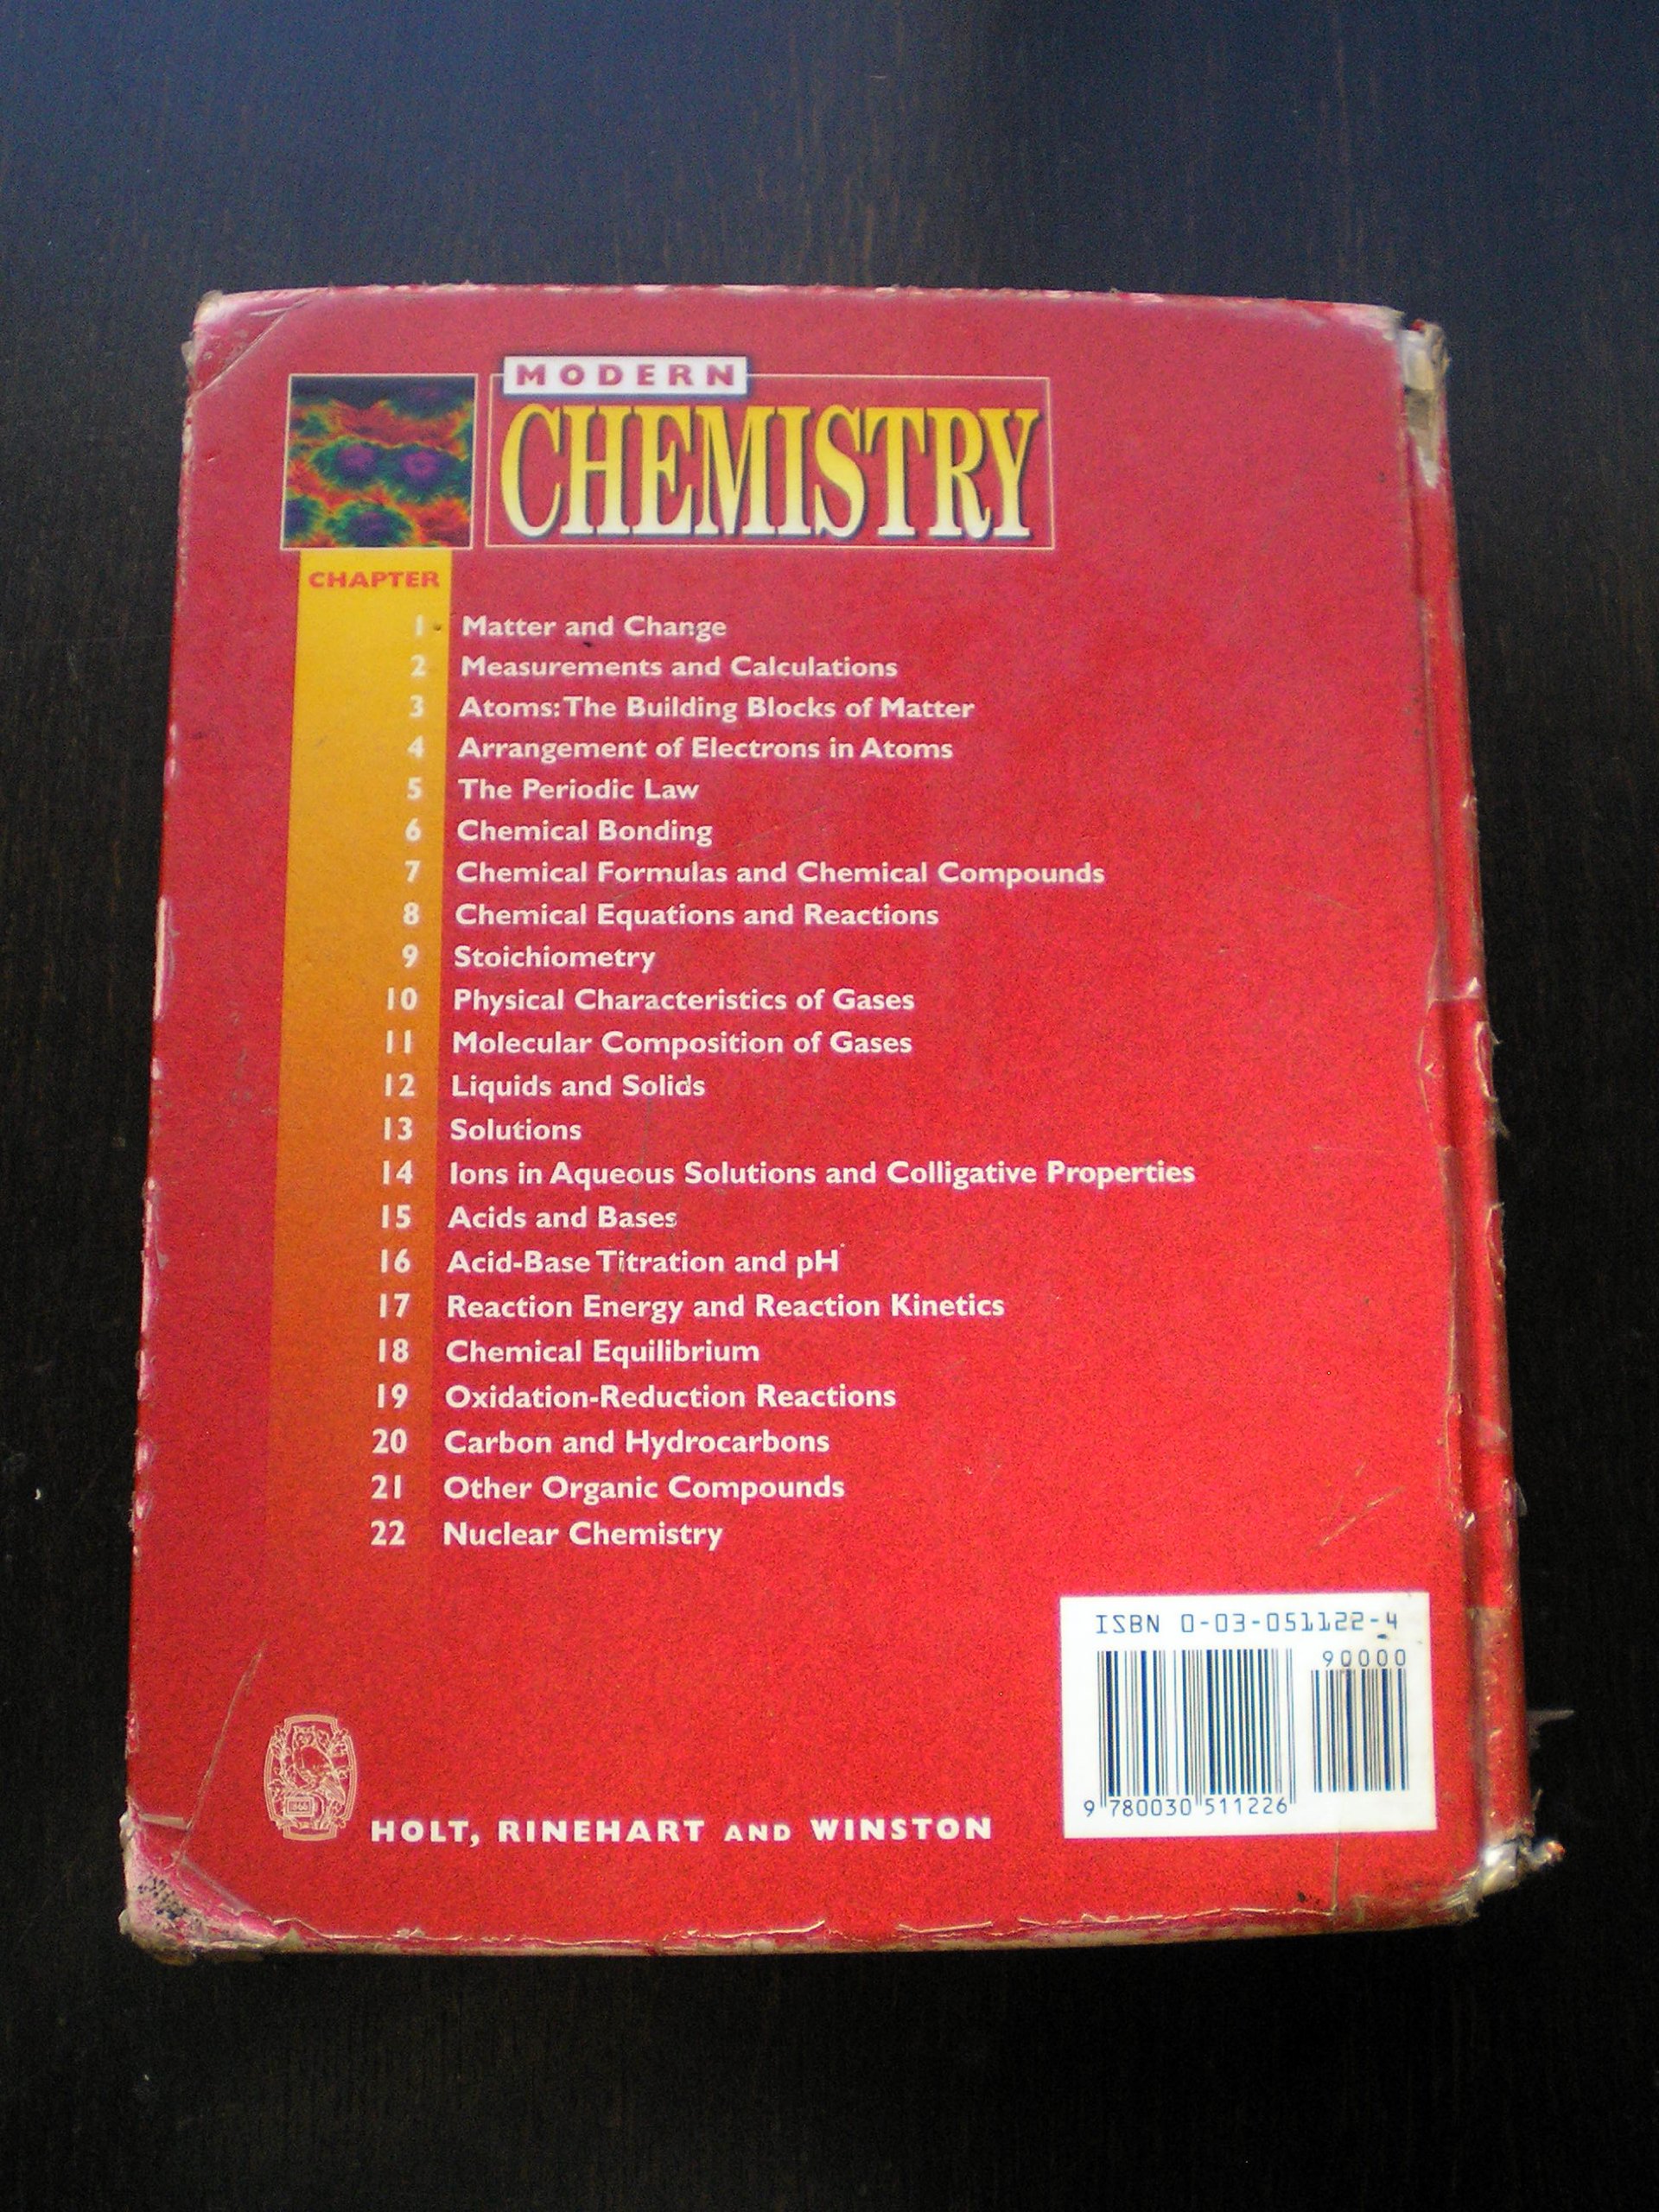 MODERN
CHEMISTRY
CHAPTER
1 Matter and Change
2 Measurements and Calculations
3 Atoms: The Building Blocks of Matter
4 Arrangement of Electrons in Atoms
5 The Periodic Law
6 Chemical Bonding
7 Chemical Formulas and Chemical Compounds
8 Chemical Equations and Reactions
9 Stoichiometry
10 Physical Characteristics of Gases
11 Molecular Composition of Gases
12 Liquids and Solids
13 Solutions
14 Ions in Aqueous Solutions and Colligative Properties
15 Acids and Bases
16 Acid-Base Titration and pH
17 Reaction Energy and Reaction Kinetics
18 Chemical Equilibrium
19 Oxidation-Reduction Reactions
20 Carbon and Hydrocarbons
21 Other Organic Compounds
22 Nuclear Chemistry
ISBN 0-03-051122-4
90000
9 780030 511226
HOLT, RINEHART AND WINSTON